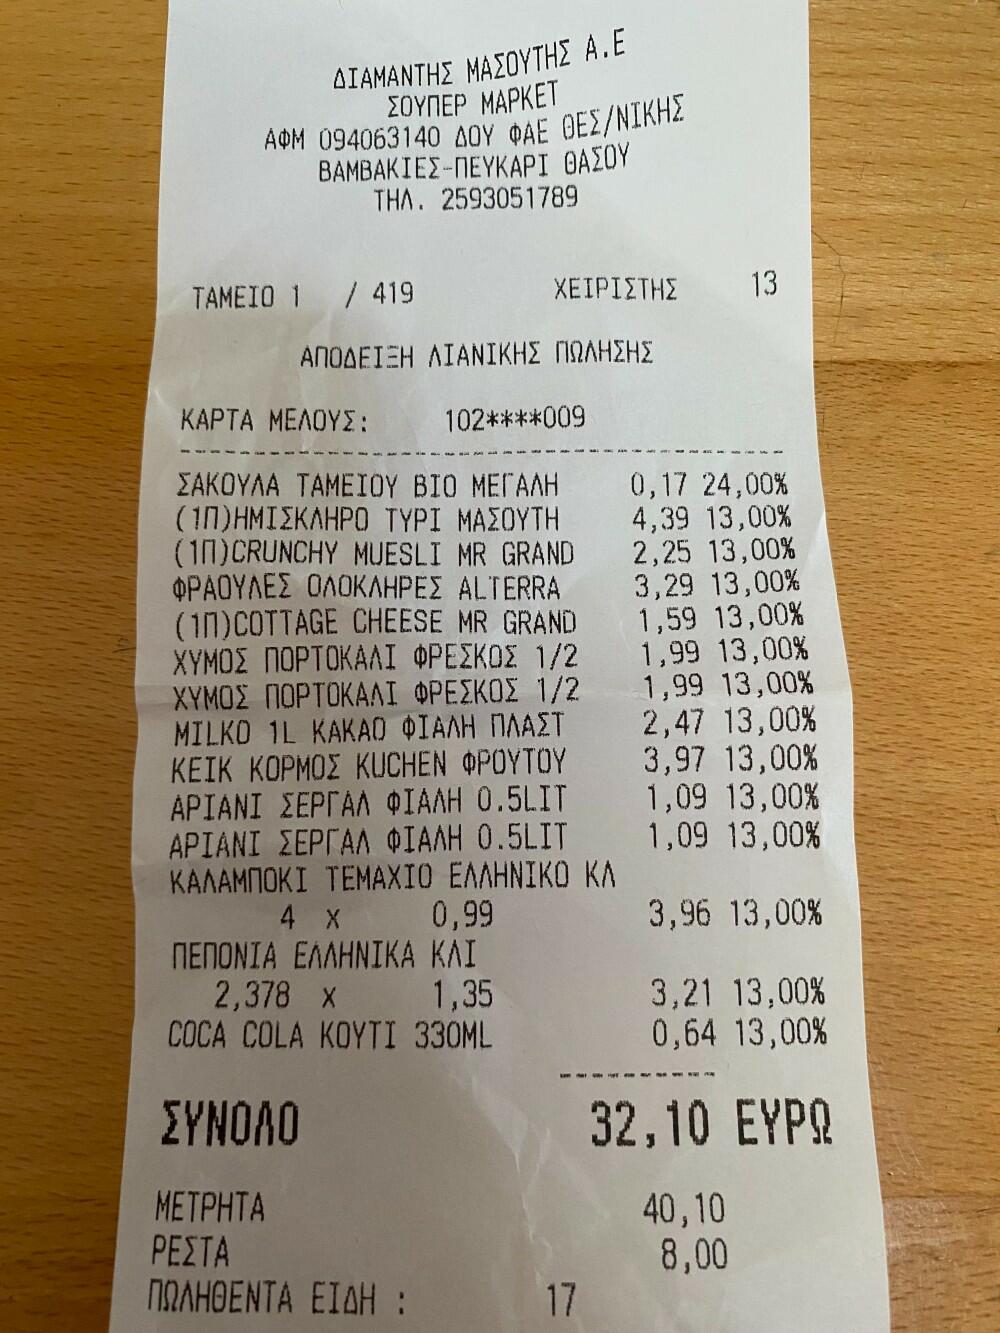 ΔΙΑΜΑΝΤΗΣ ΜΑΣΟΥΤΗΣ Α.Ε
ΣΟΥΠΕΡ ΜΑΡΚΕΤ
ΑΦΜ 094063140 ΔΟΥ ΦΑΕ ΘΕΣ/ΝΙΚΗΣ
ΒΑΜΒΑΚΙΕΣ-ΠΕΥΚΑΡΙ ΘΑΣΟΥ
ΤΗΛ. 2593051789
ΤΑΜΕΙΟ 1 / 419 ΧΕΙΡΙΣΤΗΣ 13
ΑΠΟΔΕΙΞΗ ΛΙΑΝΙΚΗΣ ΠΩΛΗΣΗΣ
ΚΑΡΤΑ ΜΕΛΟΥΣ: 102****009
ΣΑΚΟΥΛΑ ΤΑΜΕΙΟΥ ΒΙΟ ΜΕΓΑΛΗ 0,17 24,00%
(1Π)ΗΜΙΣΚΛΗΡΟ ΤΥΡΙ ΜΑΣΟΥΤΗ 4,39 13,00%
(1Π)CRUNCHY MUESLI MR GRAND 2,25 13,00%
ΦΡΑΟΥΛΕΣ ΟΛΟΚΛΗΡΕΣ ALTERRA 3,29 13,00%
(1Π)COTTAGE CHEESE MR GRAND 1,59 13,00%
ΧΥΜΟΣ ΠΟΡΤΟΚΑΛΙ ΦΡΕΣΚΟΣ 1/2 1,99 13,00%
ΧΥΜΟΣ ΠΟΡΤΟΚΑΛΙ ΦΡΕΣΚΟΣ 1/2 1,99 13,00%
MILKO 1L ΚΑΚΑΟ ΦΙΑΛΗ ΠΛΑΣΤ 2,47 13,00%
ΚΕΙΚ ΚΟΡΜΟΣ KUCHEN ΦΡΟΥΤΟΥ 3,97 13,00%
ΑΡΙΑΝΙ ΣΕΡΓΑΛ ΦΙΑΛΗ 0.5LIT 1,09 13,00%
ΑΡΙΑΝΙ ΣΕΡΓΑΛ ΦΙΑΛΗ 0.5LIT 1,09 13,00%
ΚΑΛΑΜΠΟΚΙ ΤΕΜΑΧΙΟ ΕΛΛΗΝΙΚΟ ΚΛ
4 x 0,99 3,96 13,00%
ΠΕΠΟΝΙΑ ΕΛΛΗΝΙΚΑ ΚΛΙ
2,378 x 1,35 3,21 13,00%
COCA COLA ΚΟΥΤΙ 330ML 0,64 13,00%
ΣΥΝΟΛΟ 32,10 ΕΥΡΩ
ΜΕΤΡΗΤΑ 40,10
ΡΕΣΤΑ 8,00
ΠΩΛΗΘΕΝΤΑ ΕΙΔΗ : 17